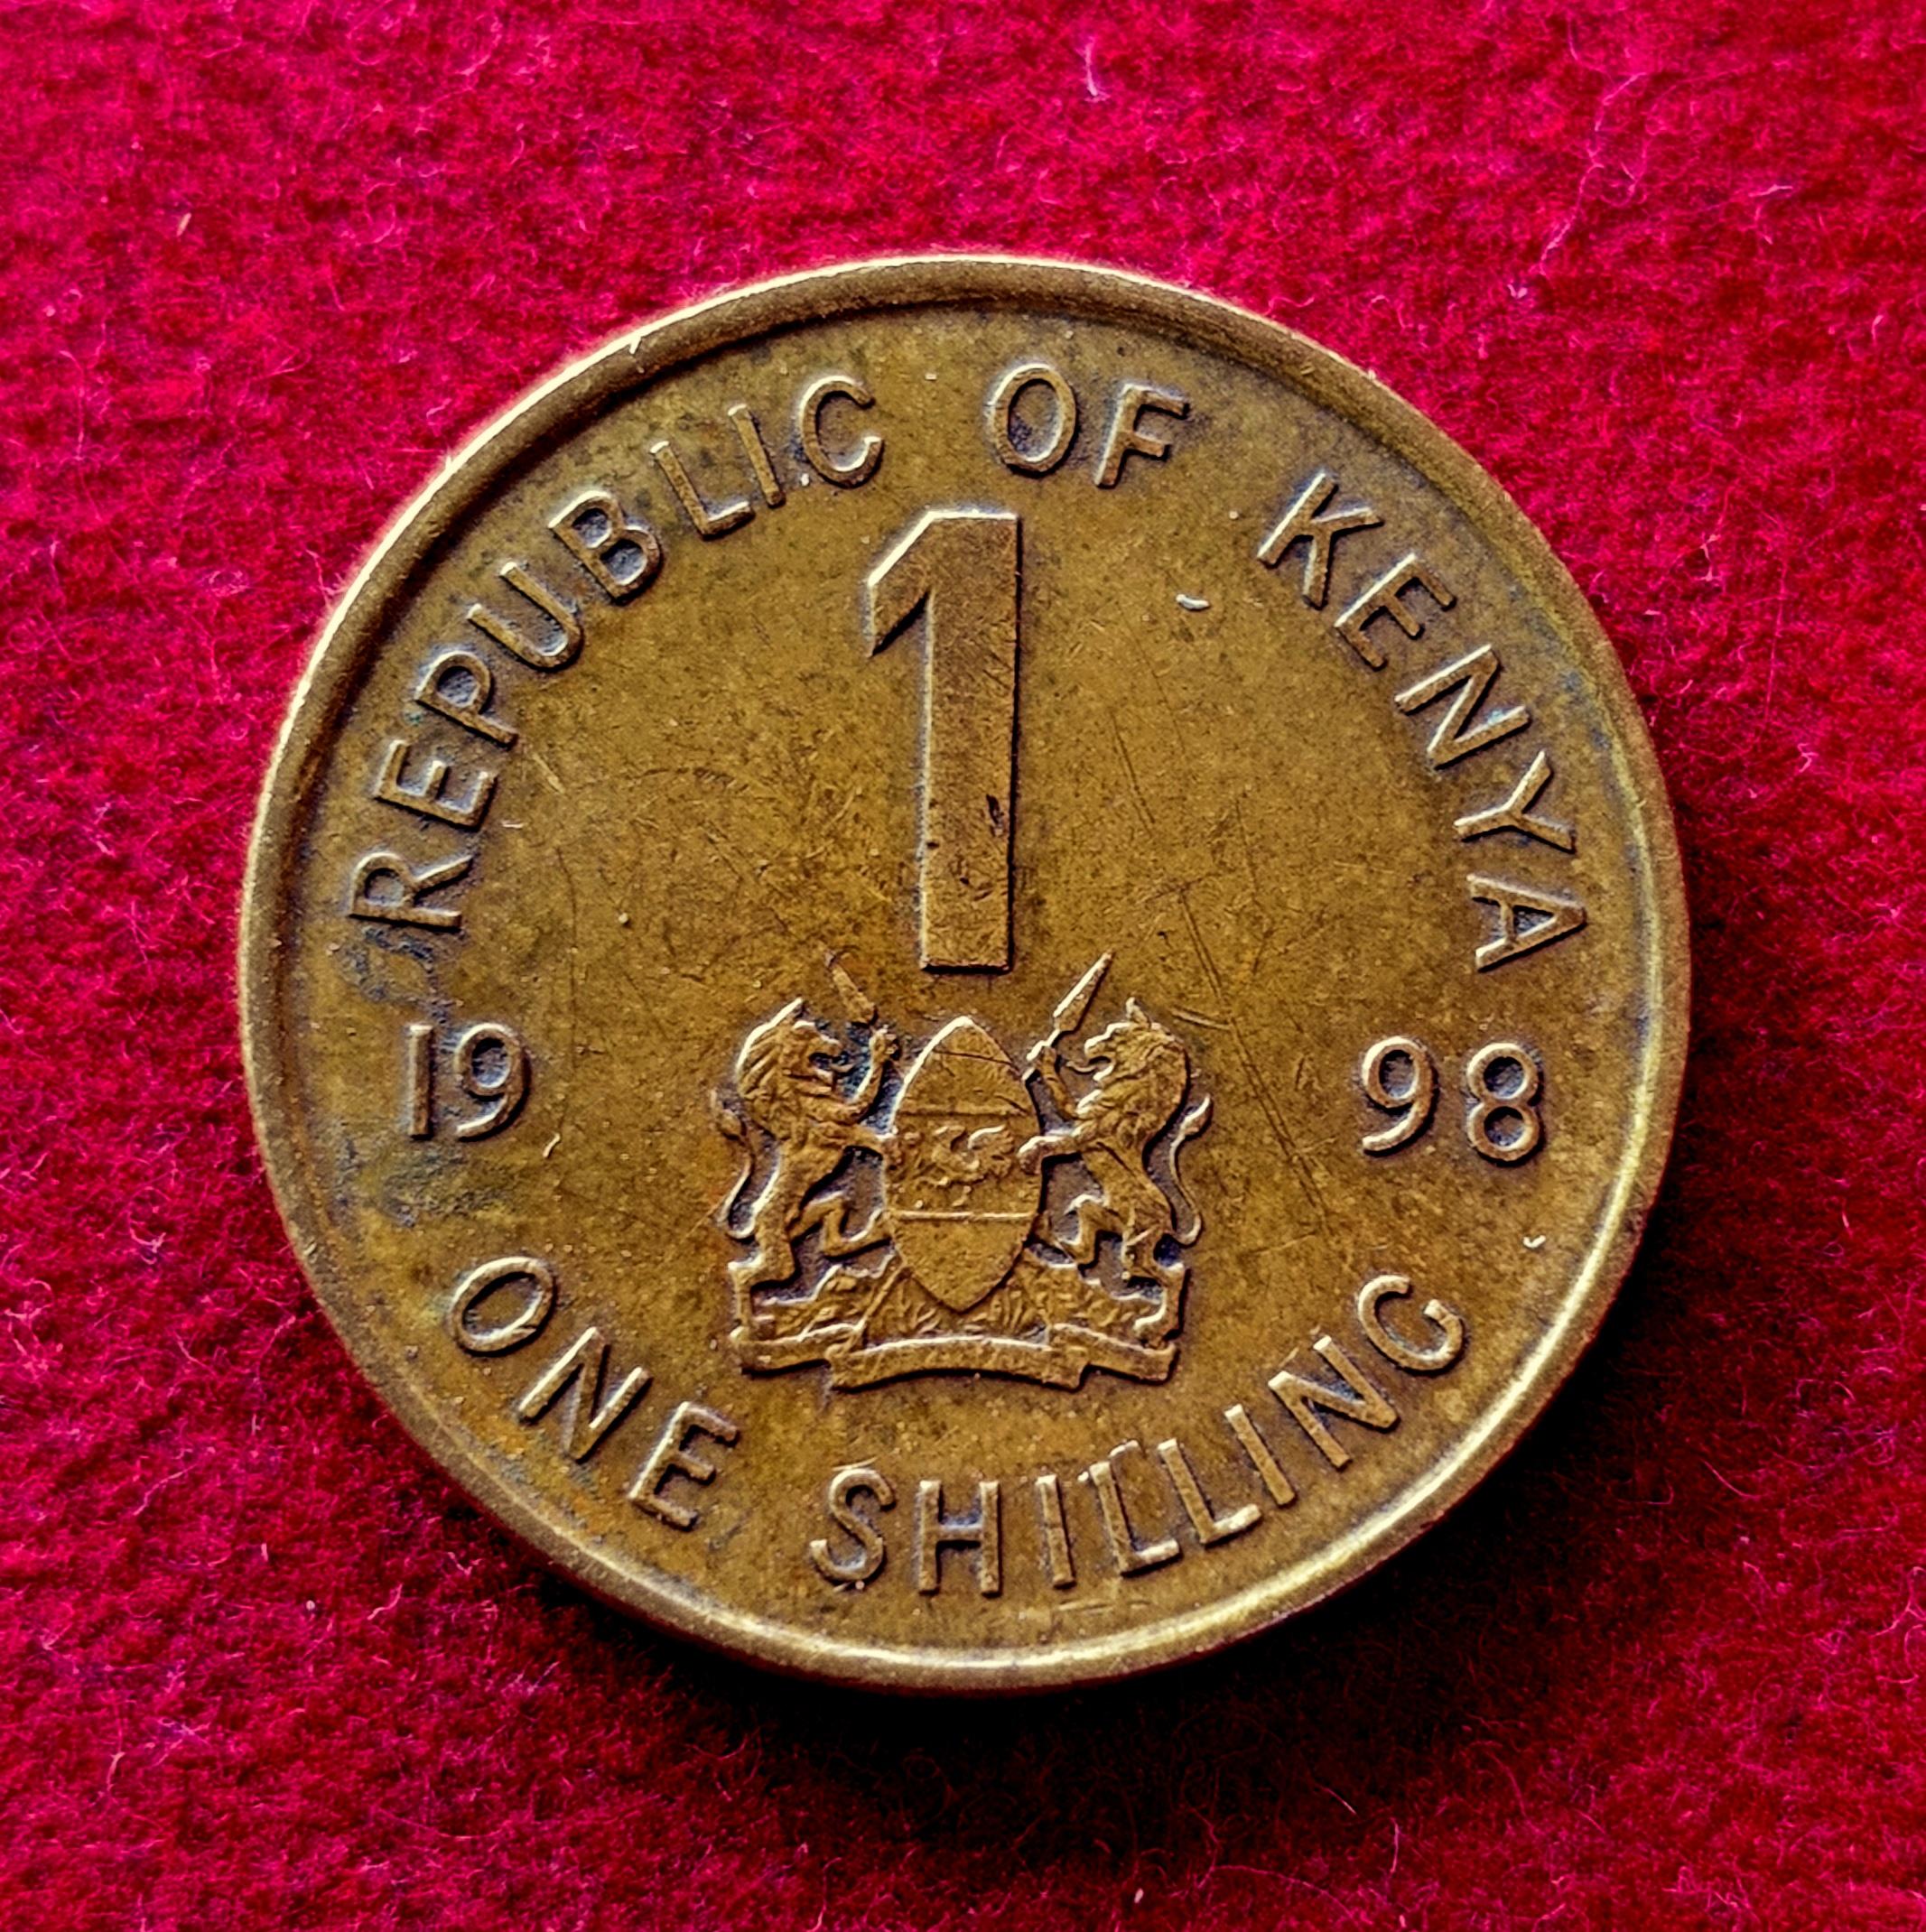 REPUBLIC OF KENYA
1
19 98
ONE SHILLING